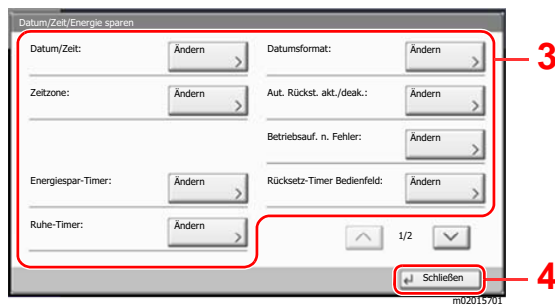 Datum/Zeit/Energie sparen
Datum/Zeit: Ändern Datumsformat: Ändern 3
Zeitzone: Ändern Aut. Rückst. akt./deak.: Ändern
Betriebsauf. n. Fehler: Ändern
Energiespar-Timer: Ändern Rücksetz-Timer Bedienfeld: Ändern
Ruhe-Timer: Ändern 1/2
Schließen 4
m02015701